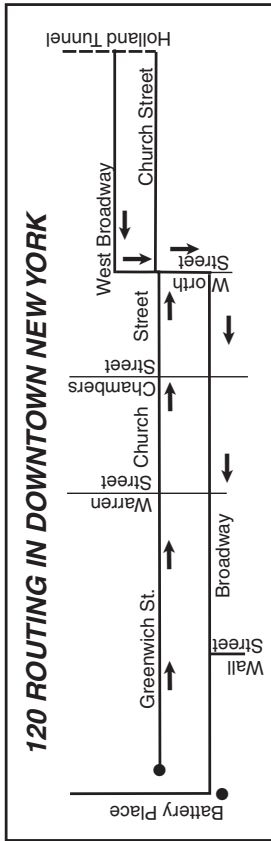 120 ROUTING IN DOWNTOWN NEW YORK
Holland Tunnel
West Broadway
Church Street
Worth
Street
Street
Chambers
Street
Church
Warren
Street
Greenwich St.
Broadway
Wall
Street
Battery Place